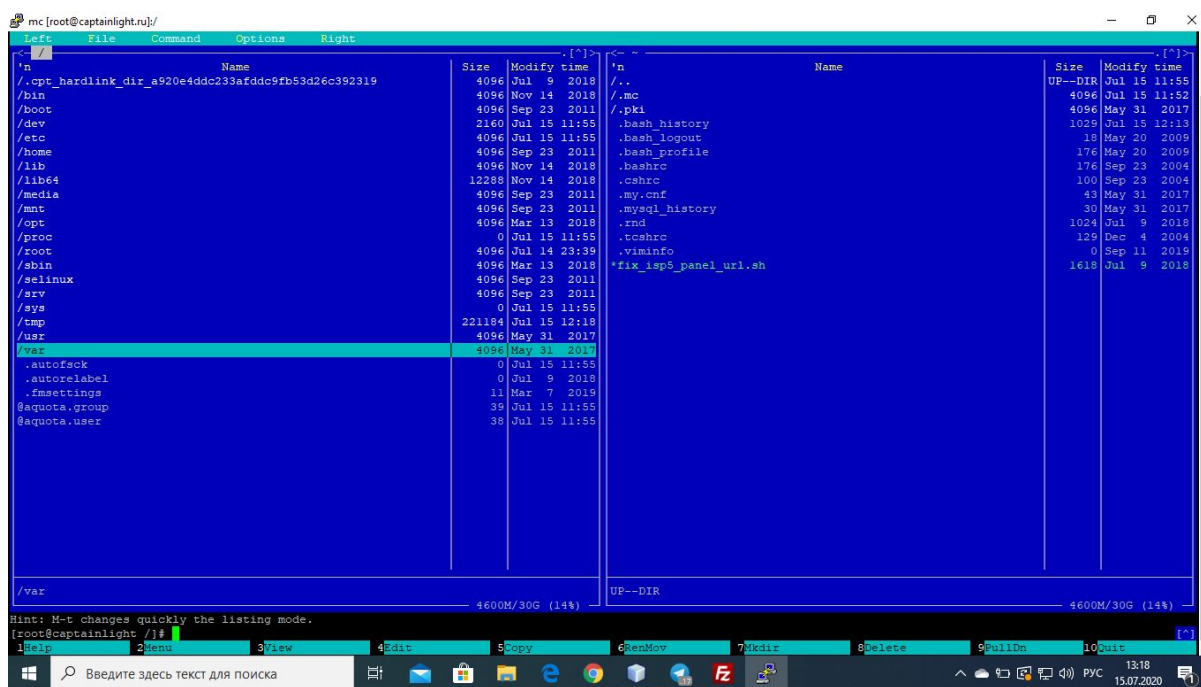 mc [root@captainlight.ru]:/
Left File Command Options Right
<- / .[^]>
'n Name Size Modify time
/.cpt_hardlink_dir_a920e4ddc233afddc9fb53d26c392319 4096 Jul 9 2018
/bin 4096 Nov 14 2018
/boot 4096 Sep 23 2011
/dev 2160 Jul 15 11:55
/etc 4096 Jul 15 11:55
/home 4096 Sep 23 2011
/lib 4096 Nov 14 2018
/lib64 12288 Nov 14 2018
/media 4096 Sep 23 2011
/mnt 4096 Sep 23 2011
/opt 4096 Mar 13 2018
/proc 0 Jul 15 11:55
/root 4096 Jul 14 23:39
/sbin 4096 Mar 13 2018
/selinux 4096 Sep 23 2011
/srv 4096 Sep 23 2011
/sys 0 Jul 15 11:55
/tmp 221184 Jul 15 12:18
/usr 4096 May 31 2017
/var 4096 May 31 2017
.autofsck 0 Jul 15 11:55
.autorelabel 0 Jul 9 2018
.fmsettings 11 Mar 7 2019
@aquota.group 39 Jul 15 11:55
@aquota.user 38 Jul 15 11:55
/var
4600M/30G (14%)
<- ~ .[^]>
'n Name Size Modify time
/.. UP--DIR Jul 15 11:55
/.mc 4096 Jul 15 11:52
/.pki 4096 May 31 2017
.bash_history 1029 Jul 15 12:13
.bash_logout 18 May 20 2009
.bash_profile 176 May 20 2009
.bashrc 176 Sep 23 2004
.cshrc 100 Sep 23 2004
.my.cnf 43 May 31 2017
.mysql_history 30 May 31 2017
.rnd 1024 Jul 9 2018
.tcshrc 129 Dec 4 2004
.viminfo 0 Sep 11 2019
*fix_isp5_panel_url.sh 1618 Jul 9 2018
UP--DIR
4600M/30G (14%)
Hint: M-t changes quickly the listing mode.
[root@captainlight /]# [^]
1Help 2Menu 3View 4Edit 5Copy 6RenMov 7Mkdir 8Delete 9PullDn 10Quit
Введите здесь текст для поиска
РУС
13:18
15.07.2020